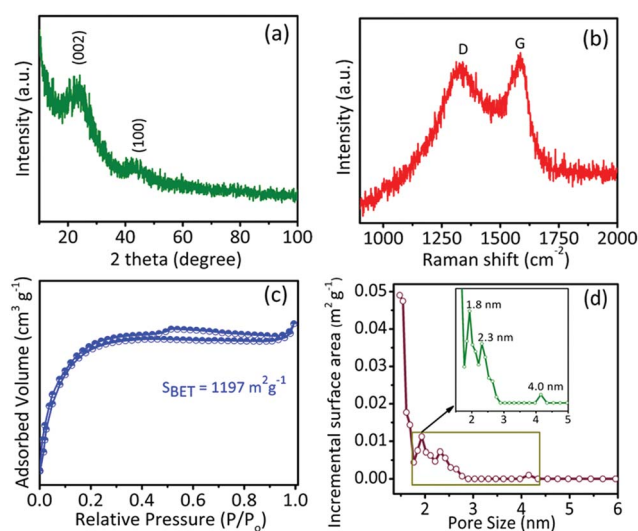 (a)
(002)
(100)
Intensity (a.u.)
20 40 60 80 100
2 theta (degree)
(b)
D G
Intensity (a.u.)
1000 1250 1500 1750 2000
Raman shift (cm⁻²)
(c)
Adsorbed Volume (cm³ g⁻¹)
S_BET = 1197 m²g⁻¹
0.0 0.2 0.4 0.6 0.8 1.0
Relative Pressure (P/Pₒ)
(d)
Incremental surface area (m² g⁻¹)
0.05
0.04
0.03
0.02
0.01
0.00
1.8 nm
2.3 nm
4.0 nm
2 3 4 5
2 3 4 5 6
Pore Size (nm)